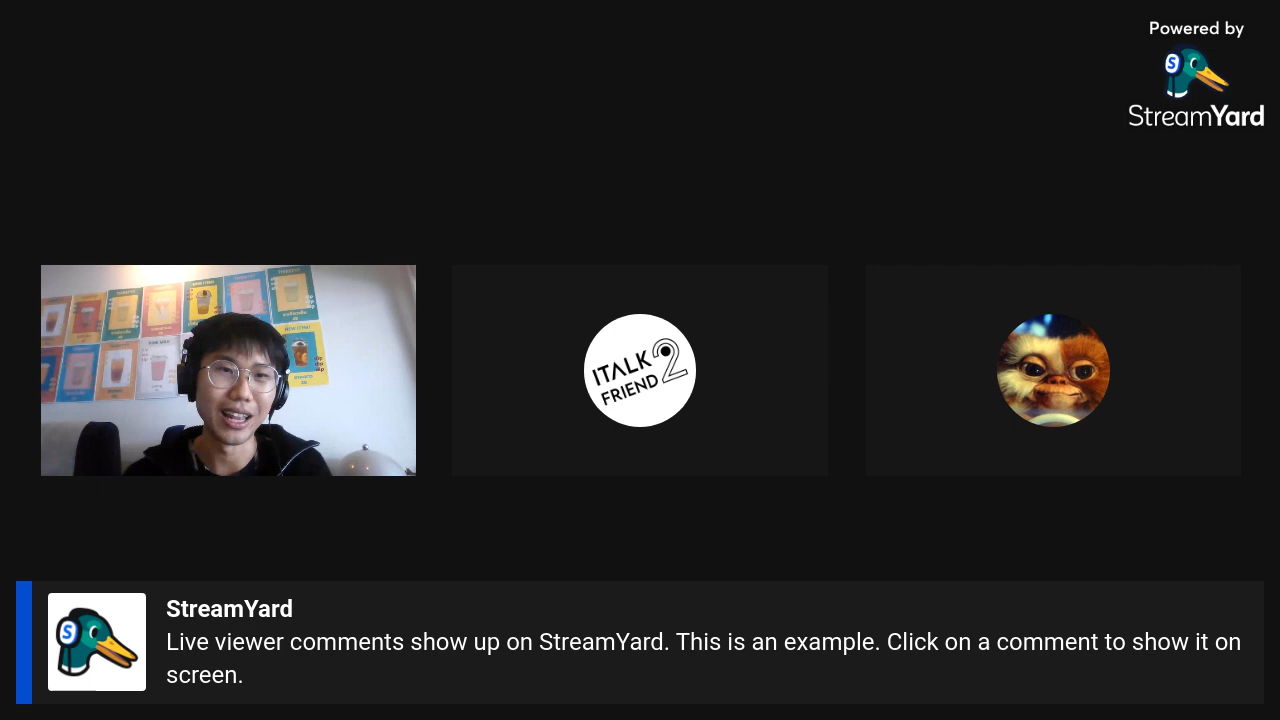 Powered by
StreamYard
ITALK
2
FRIEND
StreamYard
Live viewer comments show up on StreamYard. This is an example. Click on a comment to show it on
screen.